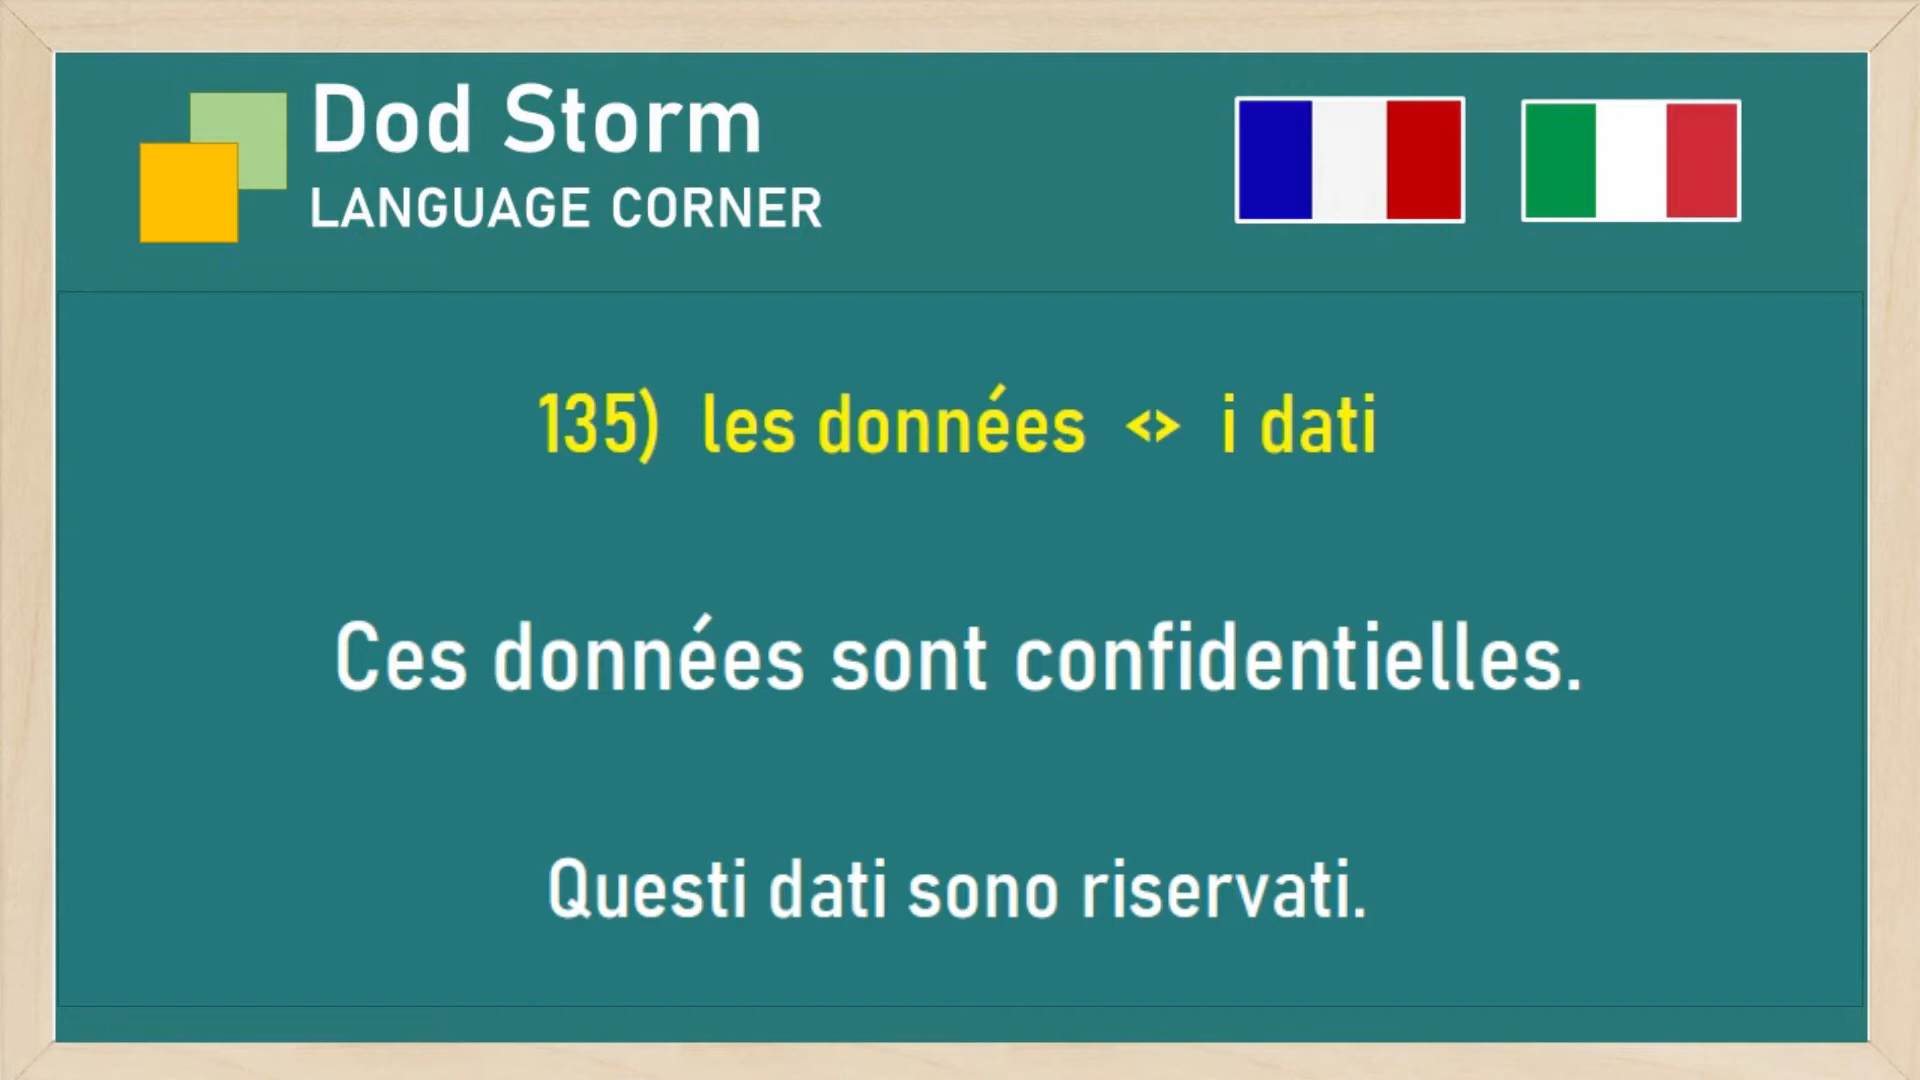 Dod Storm
LANGUAGE CORNER
135) les données <> i dati
Ces données sont confidentielles.
Questi dati sono riservati.